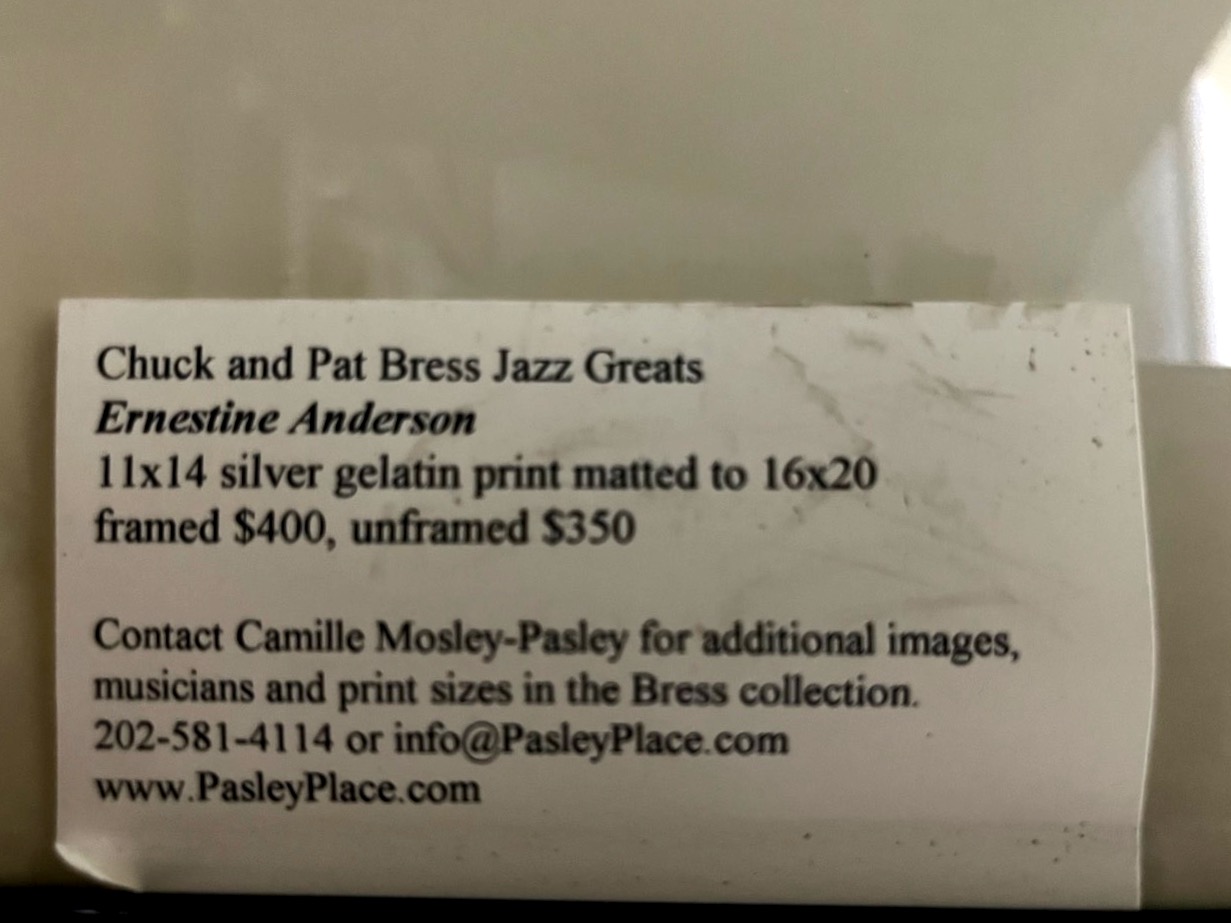 Chuck and Pat Bress Jazz Greats
Ernestine Anderson
11x14 silver gelatin print matted to 16x20
framed $400, unframed $350
Contact Camille Mosley-Pasley for additional images,
musicians and print sizes in the Bress collection.
202-581-4114 or info@PasleyPlace.com
www.PasleyPlace.com